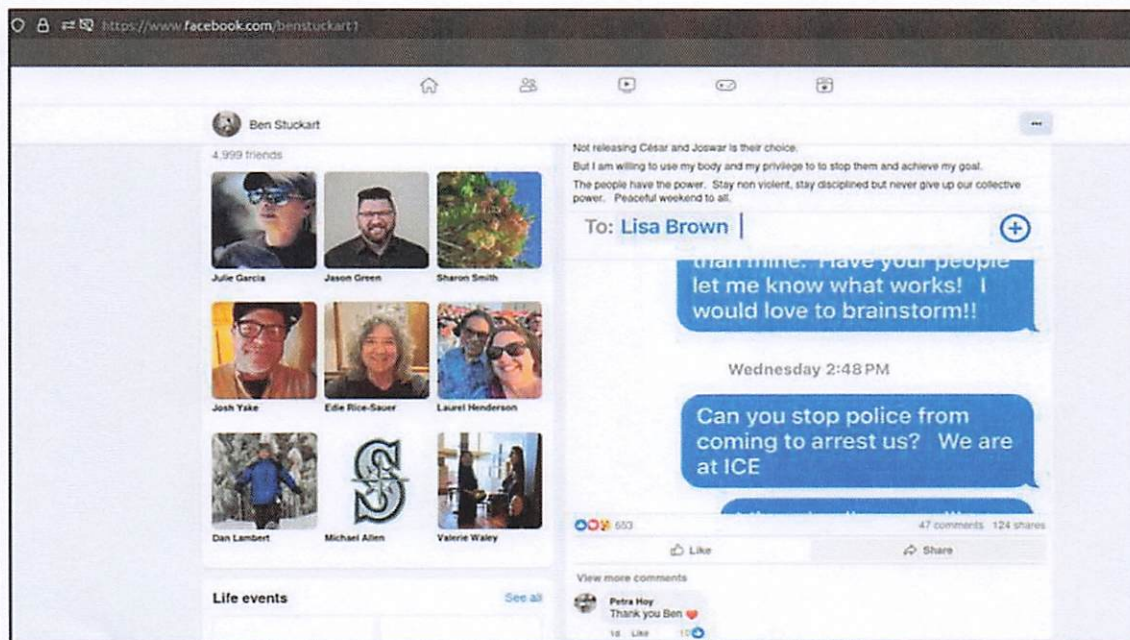 https://www.facebook.com/benstuckart1
Ben Stuckart
4,999 friends
Julie Garcia
Jason Green
Sharon Smith
Josh Yake
Edie Rice-Sauer
Laurel Henderson
Dan Lambert
Michael Allen
Valerie Waley
Life events
See all
Not releasing César and Joswar is their choice.
But I am willing to use my body and my privilege to to stop them and achieve my goal.
The people have the power. Stay non violent, stay disciplined but never give up our collective
power. Peaceful weekend to all.
To: Lisa Brown
than mine. Have your people
let me know what works! I
would love to brainstorm!!
Wednesday 2:48 PM
Can you stop police from
coming to arrest us? We are
at ICE
653
47 comments 124 shares
Like
Share
View more comments
Petra Hoy
Thank you Ben ❤️
1d Like